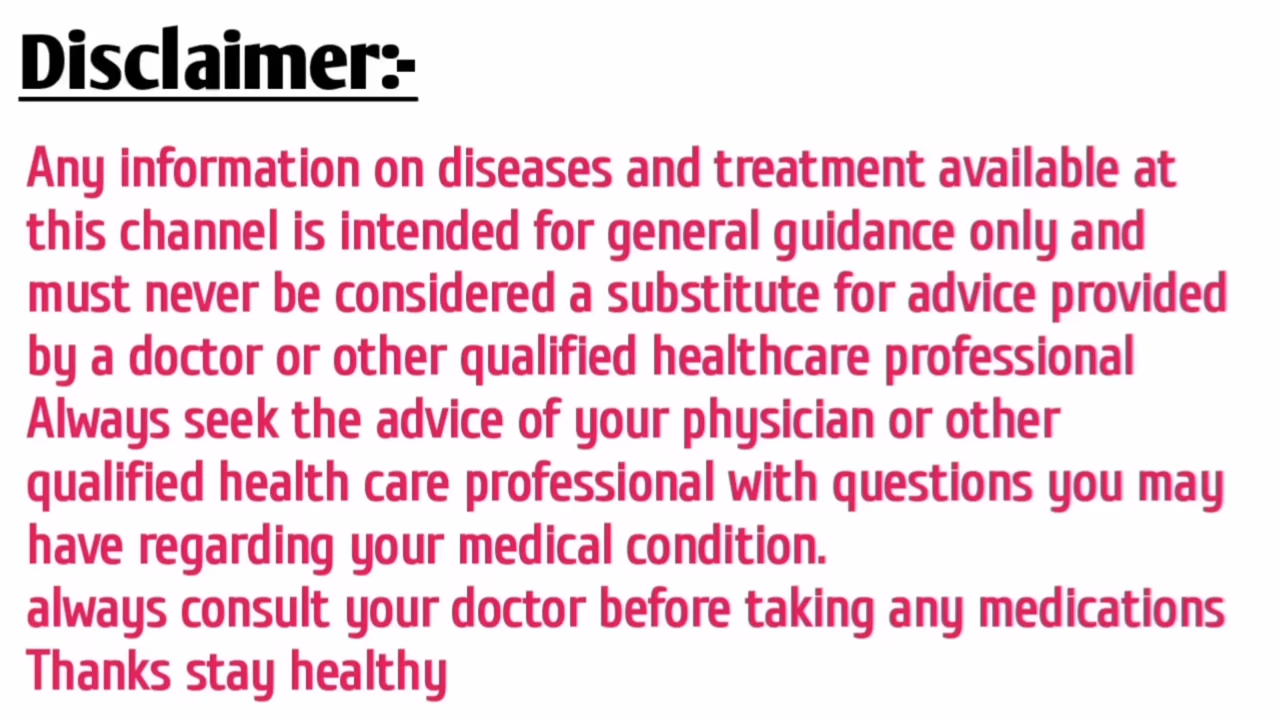 Disclaimer:-
Any information on diseases and treatment available at
this channel is intended for general guidance only and
must never be considered a substitute for advice provided
by a doctor or other qualified healthcare professional
Always seek the advice of your physician or other
qualified health care professional with questions you may
have regarding your medical condition.
always consult your doctor before taking any medications
Thanks stay healthy